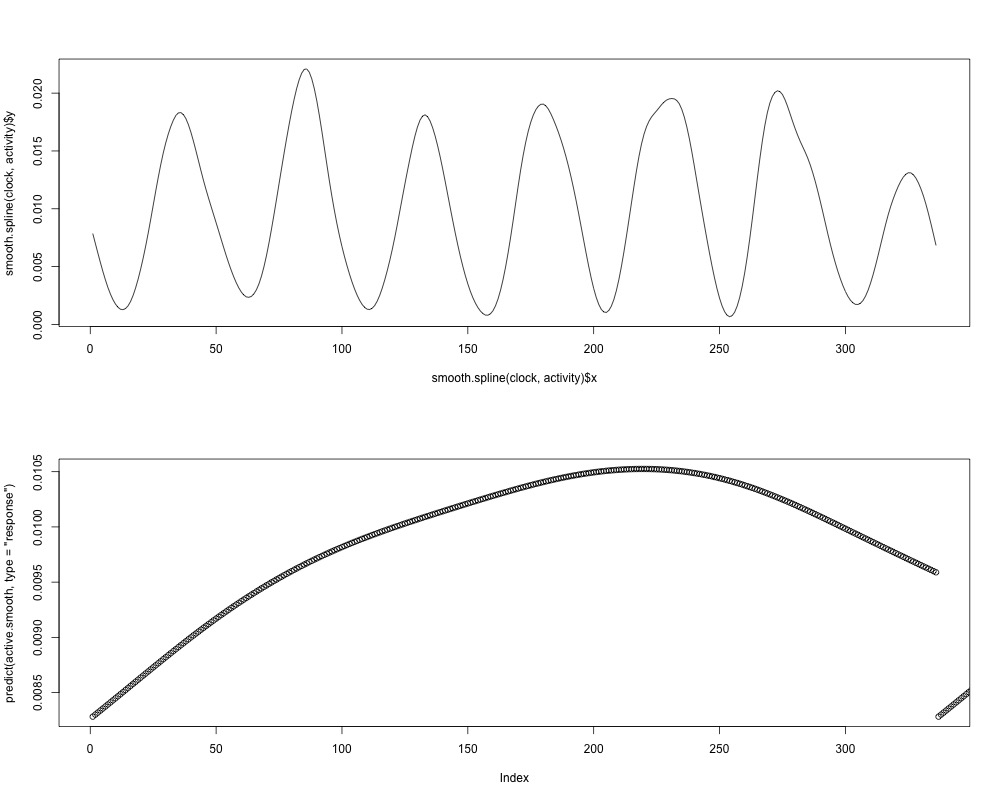 smooth.spline(clock, activity)$y
0.020
0.015
0.010
0.005
0.000
0 50 100 150 200 250 300
smooth.spline(clock, activity)$x
predict(active.smooth, type = "response")
0.0105
0.0100
0.0095
0.0090
0.0085
0 50 100 150 200 250 300
Index